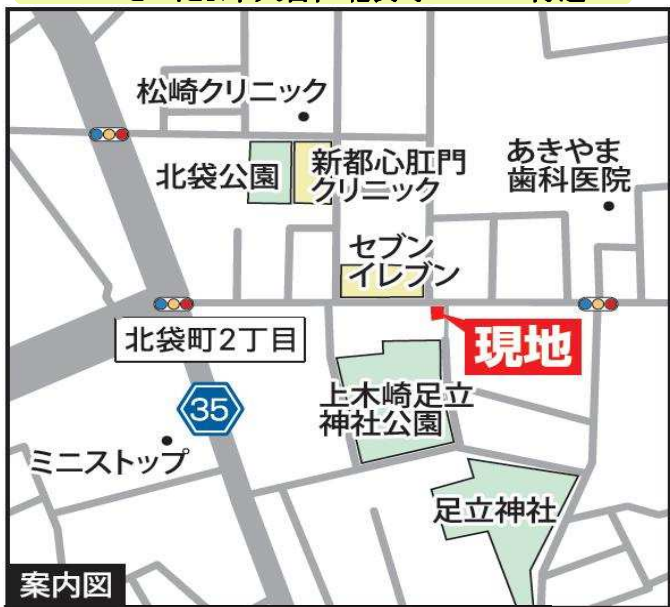 松崎クリニック
北袋公園
新都心肛門
クリニック
あきやま
歯科医院
セブン
イレブン
北袋町2丁目
現地
35
上木崎足立
神社公園
ミニストップ
足立神社
案内図